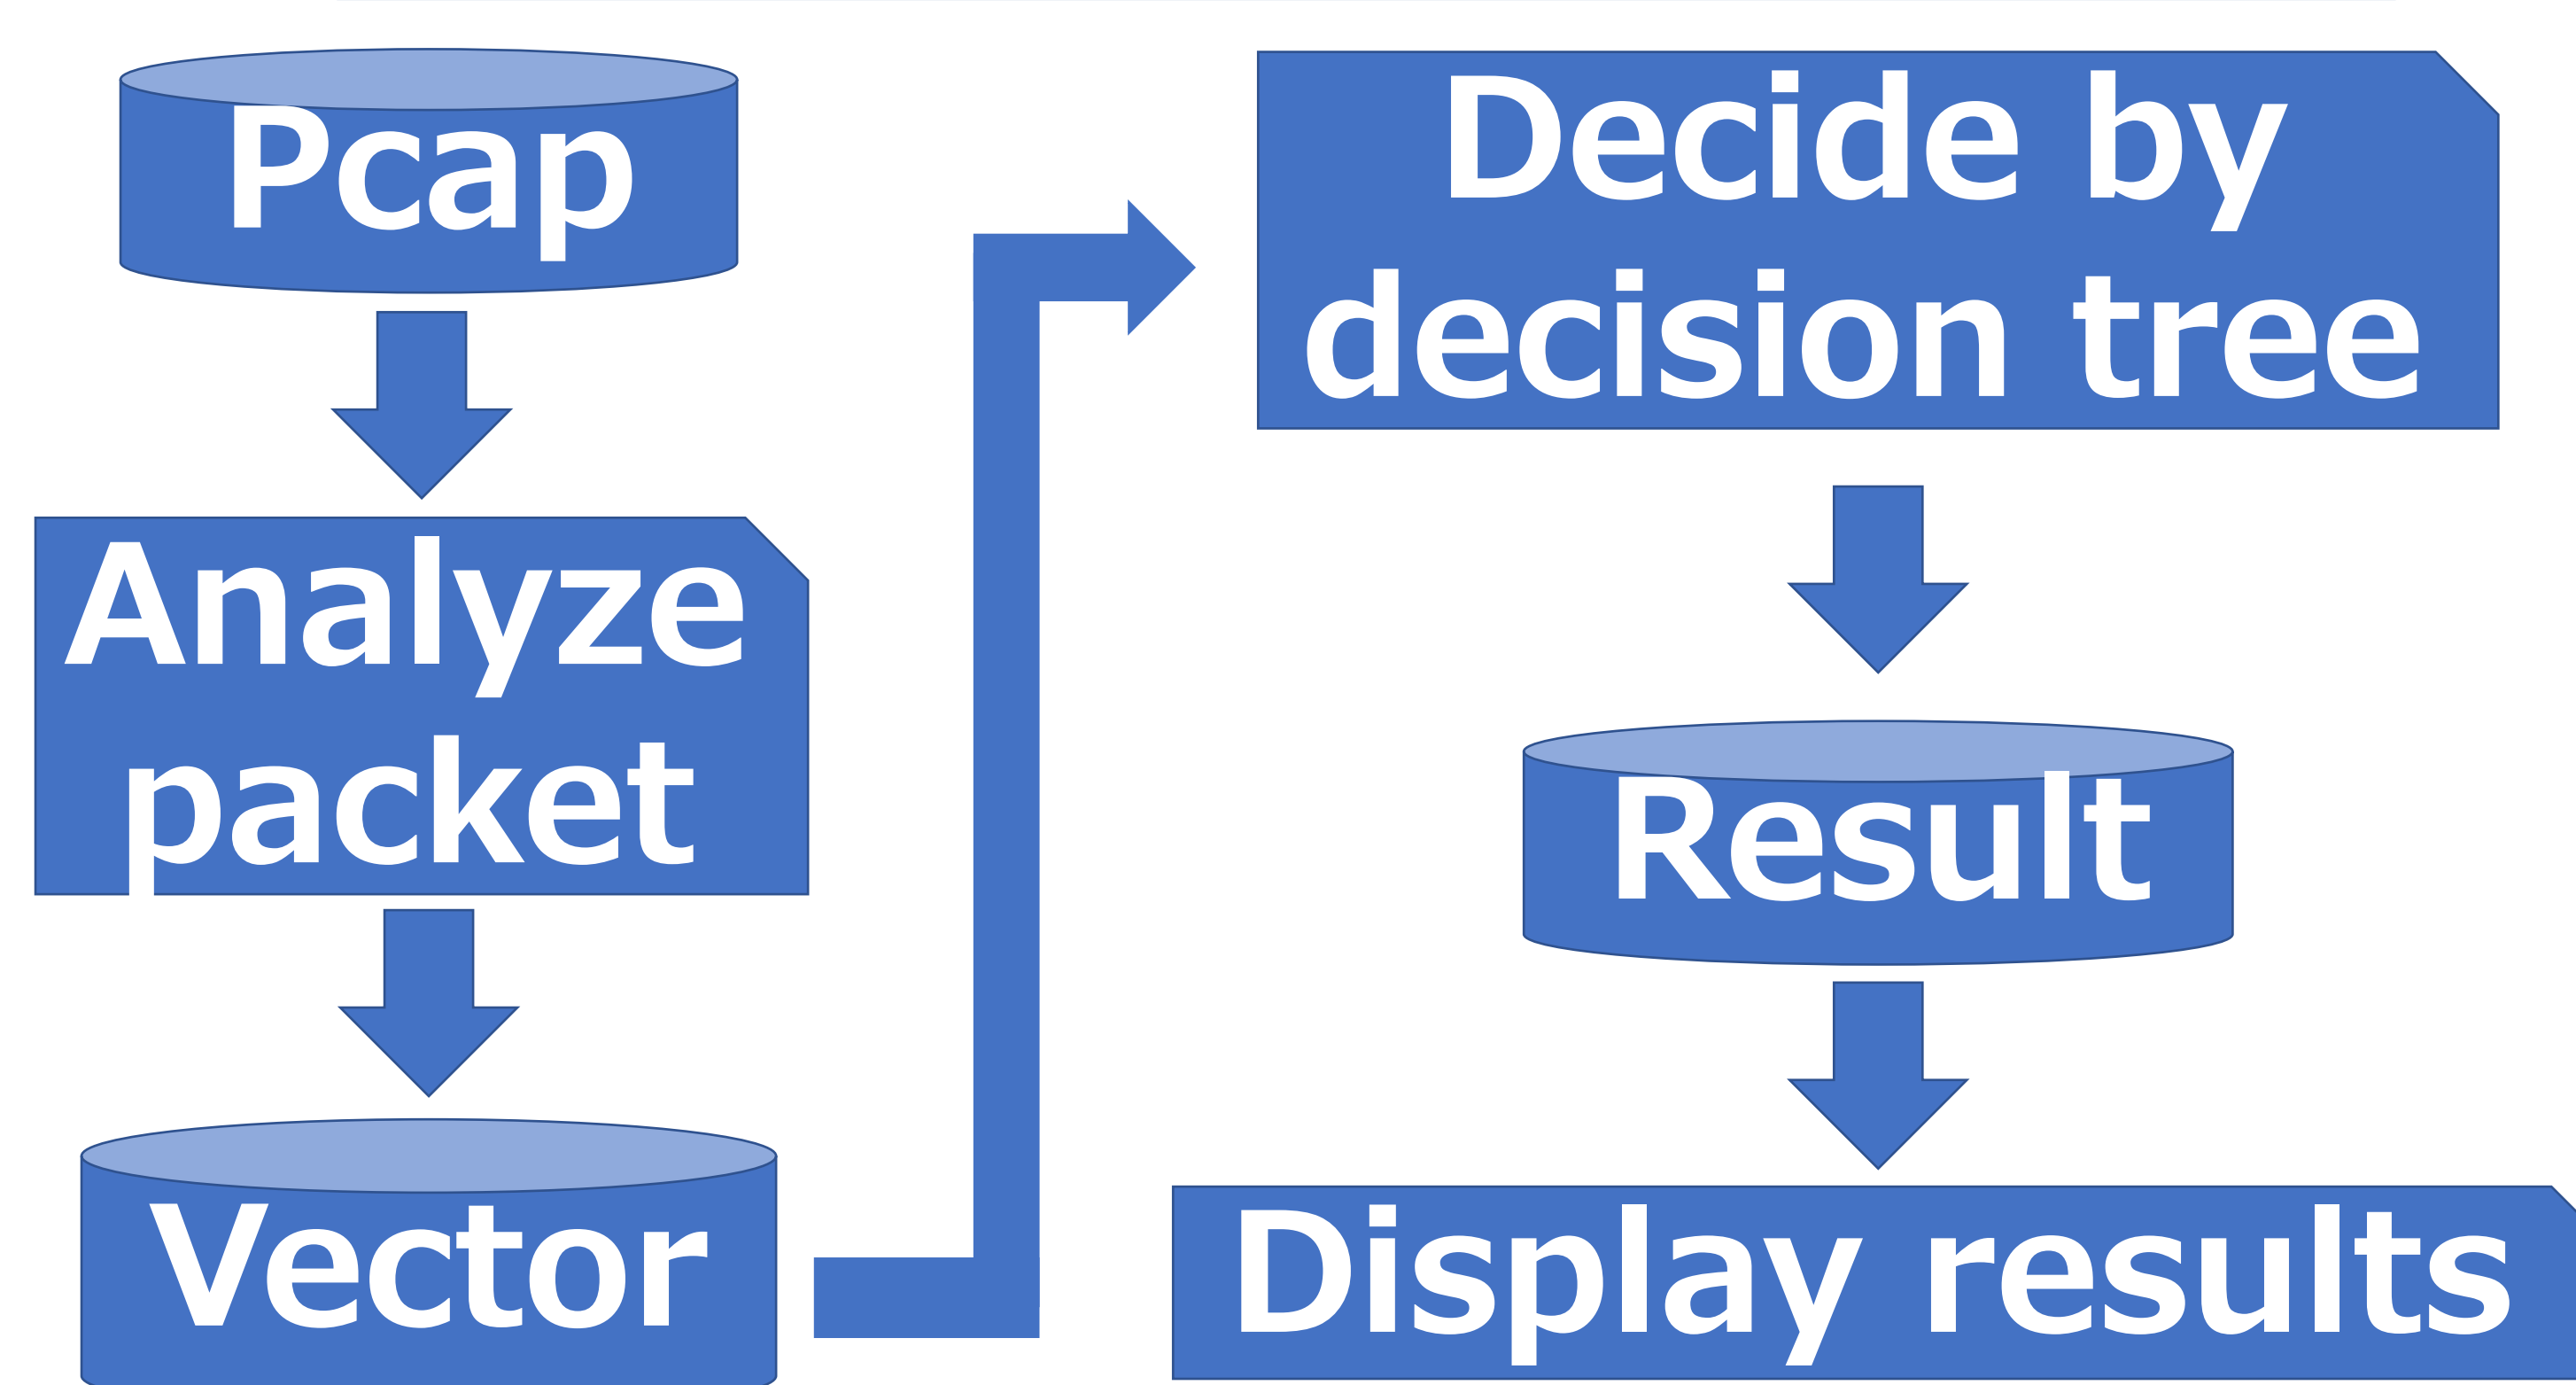 Pcap
Analyze
packet
Vector
Decide by
decision tree
Result
Display results